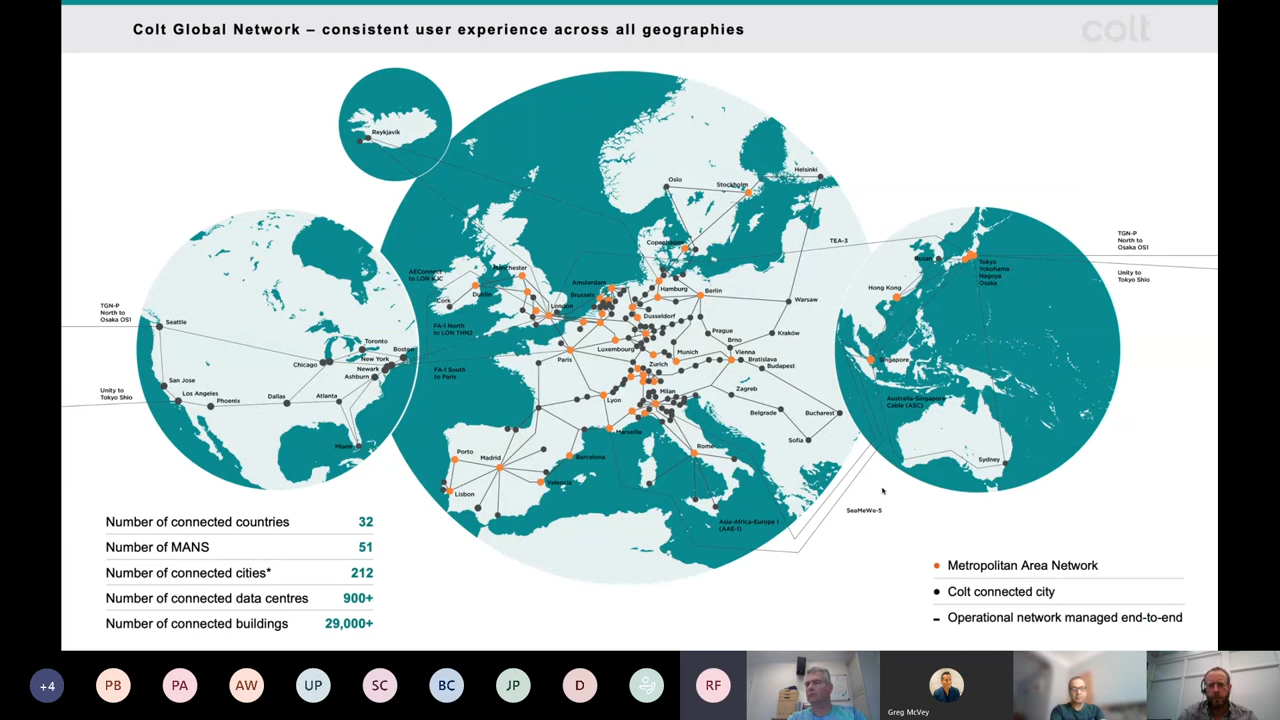 Colt Global Network – consistent user experience across all geographies
colt
Reykjavik
Helsinki
Oslo
Stockholm
TGN-P
North to
Osaka OS1
Copenhagen
TEA-3
Busan
Tokyo
Yokohama
Nagoya
Osaka
Unity to
Tokyo Shio
Manchester
AEConnect
to LON KJC
Amsterdam
Dublin
Brussels
Hamburg
Berlin
Hong Kong
Cork
London
Warsaw
TGN-P
North to
Osaka OS1
Seattle
Dusseldorf
FA-1 North
to LON THN2
Prague
Kraków
Toronto
Brno
Boston
Luxembourg
Munich
Vienna
New York
Chicago
Paris
Bratislava
Singapore
Newark
Zurich
Budapest
Ashburn
FA-1 South
to Paris
San Jose
Unity to
Tokyo Shio
Los Angeles
Phoenix
Dallas
Atlanta
Lyon
Milan
Zagreb
Australia-Singapore
Cable (ASC)
Belgrade
Bucharest
Miami
Marseille
Sofia
Porto
Madrid
Rome
Barcelona
Sydney
Valencia
Lisbon
SeaMeWe-5
Asia-Africa-Europe 1
(AAE-1)
Number of connected countries 32
Number of MANS 51
Number of connected cities* 212
Number of connected data centres 900+
Number of connected buildings 29,000+
Metropolitan Area Network
Colt connected city
Operational network managed end-to-end
+4
PB
PA
AW
UP
SC
BC
JP
D
RF
Greg McVey